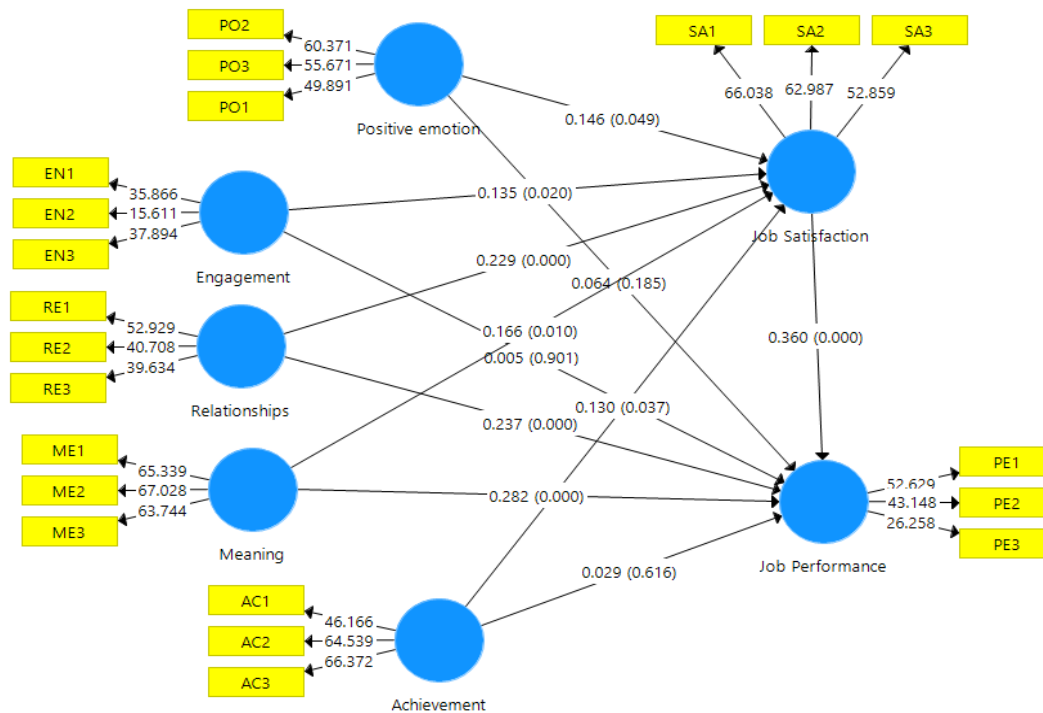 PO2
PO3
PO1
60.371
55.671
49.891
Positive emotion
SA1
SA2
SA3
66.038
62.987
52.859
Job Satisfaction
0.146 (0.049)
EN1
EN2
EN3
35.866
15.611
37.894
Engagement
0.135 (0.020)
0.229 (0.000)
0.064 (0.185)
RE1
RE2
RE3
52.929
40.708
39.634
Relationships
0.166 (0.010)
0.005 (0.901)
0.360 (0.000)
0.130 (0.037)
0.237 (0.000)
ME1
ME2
ME3
65.339
67.028
63.744
Meaning
0.282 (0.000)
PE1
PE2
PE3
52.629
43.148
26.258
Job Performance
0.029 (0.616)
AC1
AC2
AC3
46.166
64.539
66.372
Achievement